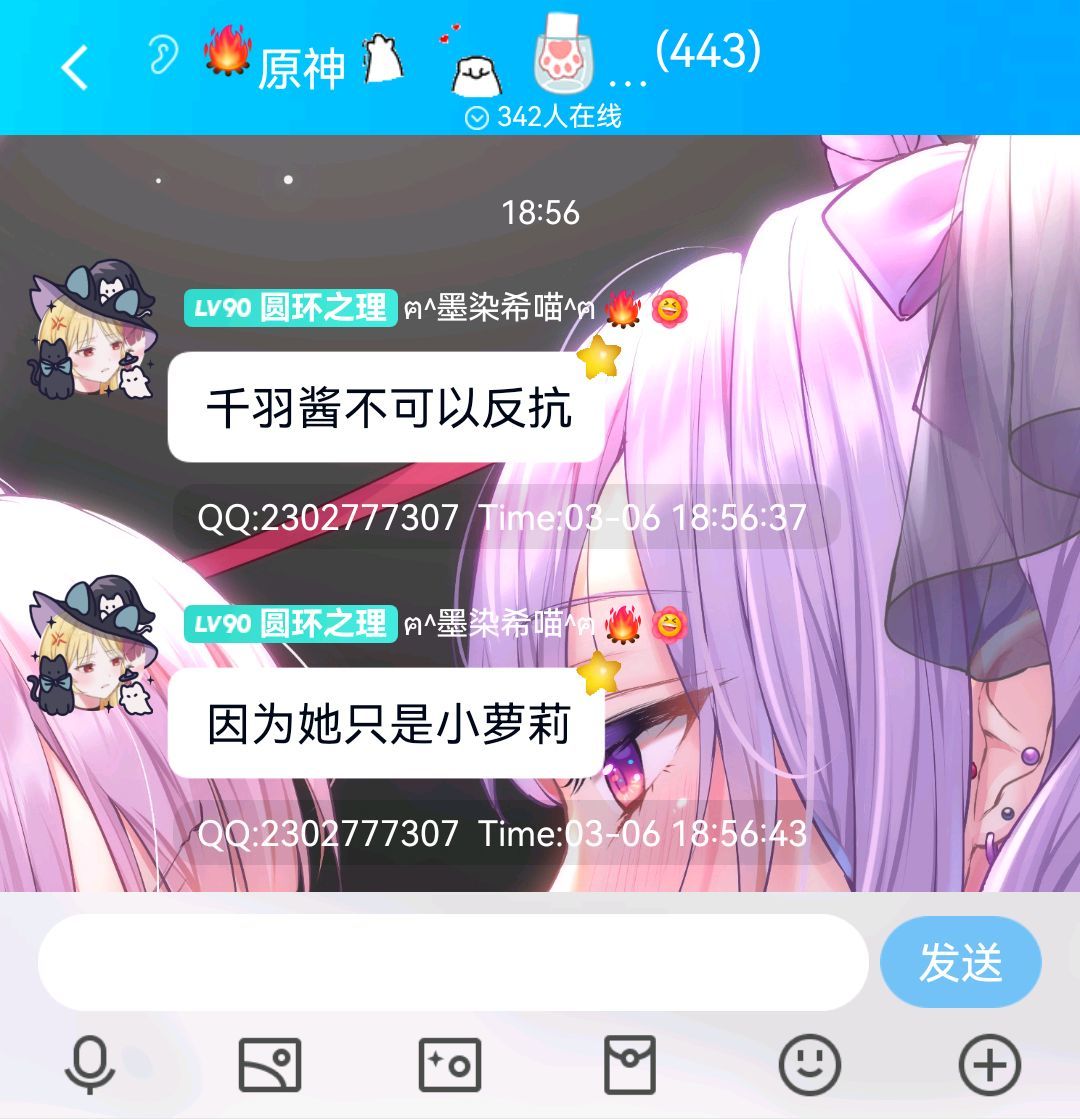 原神 ... (443)
342人在线
18:56
LV90 圆环之理 ฅ^墨染希喵^ฅ
千羽酱不可以反抗
QQ:2302777307 Time:03-06 18:56:37
LV90 圆环之理 ฅ^墨染希喵^ฅ
因为她只是小萝莉
QQ:2302777307 Time:03-06 18:56:43
发送